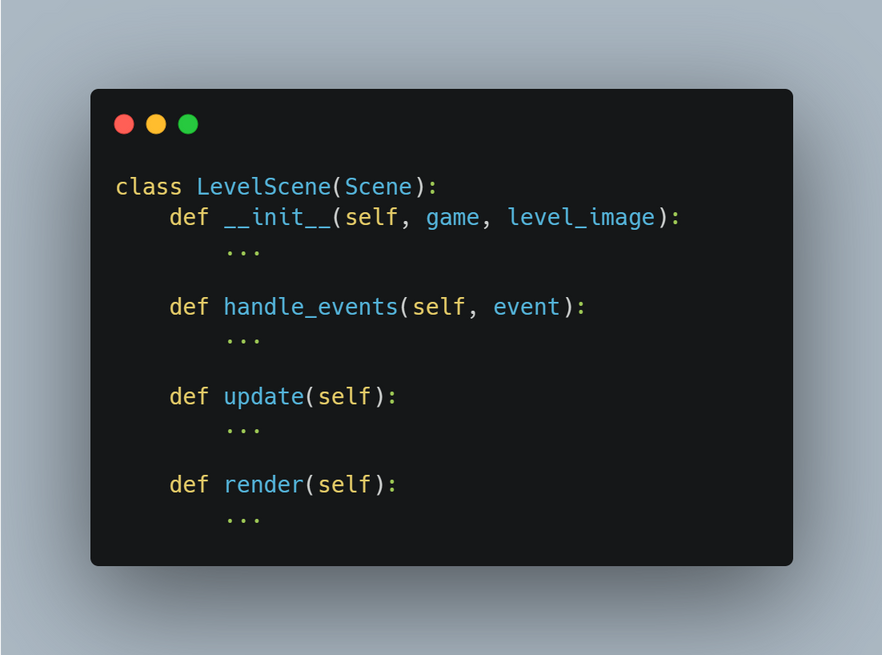 class LevelScene(Scene):
    def __init__(self, game, level_image):
        ...
    def handle_events(self, event):
        ...
    def update(self):
        ...
    def render(self):
        ...